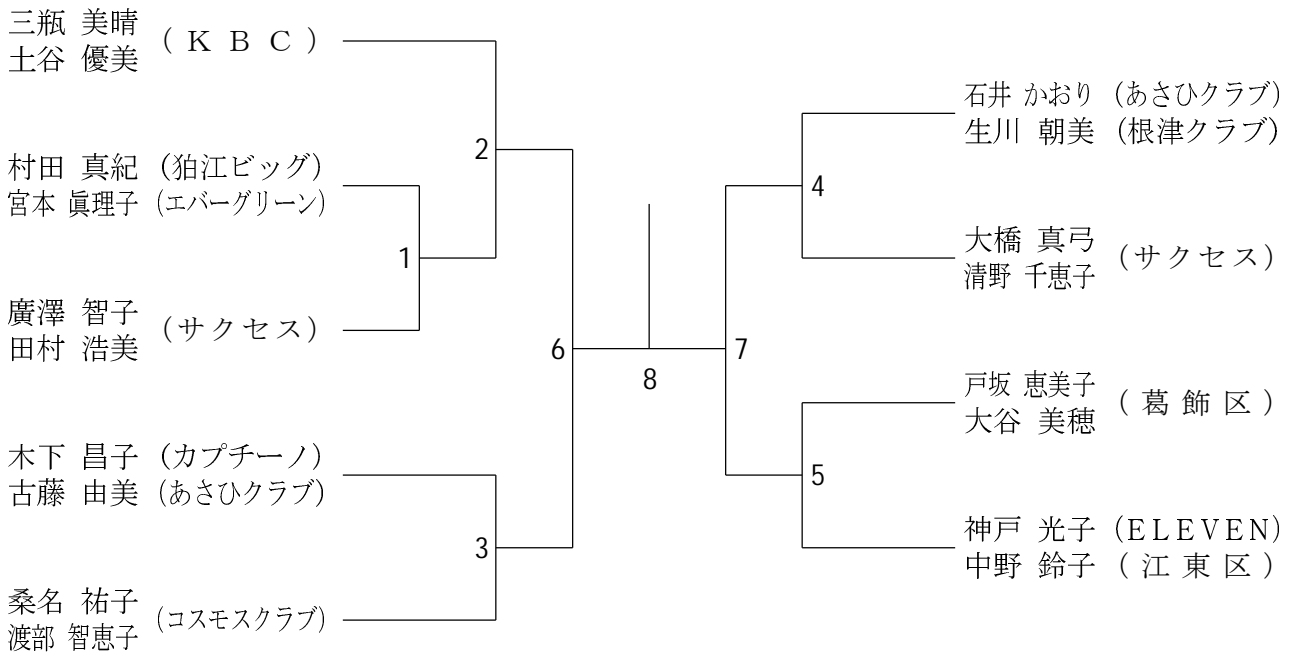 三瓶 美晴
土谷 優美
(ＫＢＣ)
2
村田 真紀 (狛江ビッグ)
宮本 眞理子 (エバーグリーン)
1
廣澤 智子
田村 浩美
(サクセス)
6
木下 昌子 (カプチーノ)
古藤 由美 (あさひクラブ)
3
桑名 祐子
渡部 智恵子
(コスモスクラブ)
8
石井 かおり (あさひクラブ)
生川 朝美 (根津クラブ)
4
大橋 真弓
清野 千恵子
(サクセス)
7
戸坂 恵美子
大谷 美穂
(葛飾区)
5
神戸 光子 (ＥＬＥＶＥＮ)
中野 鈴子 (江東区)